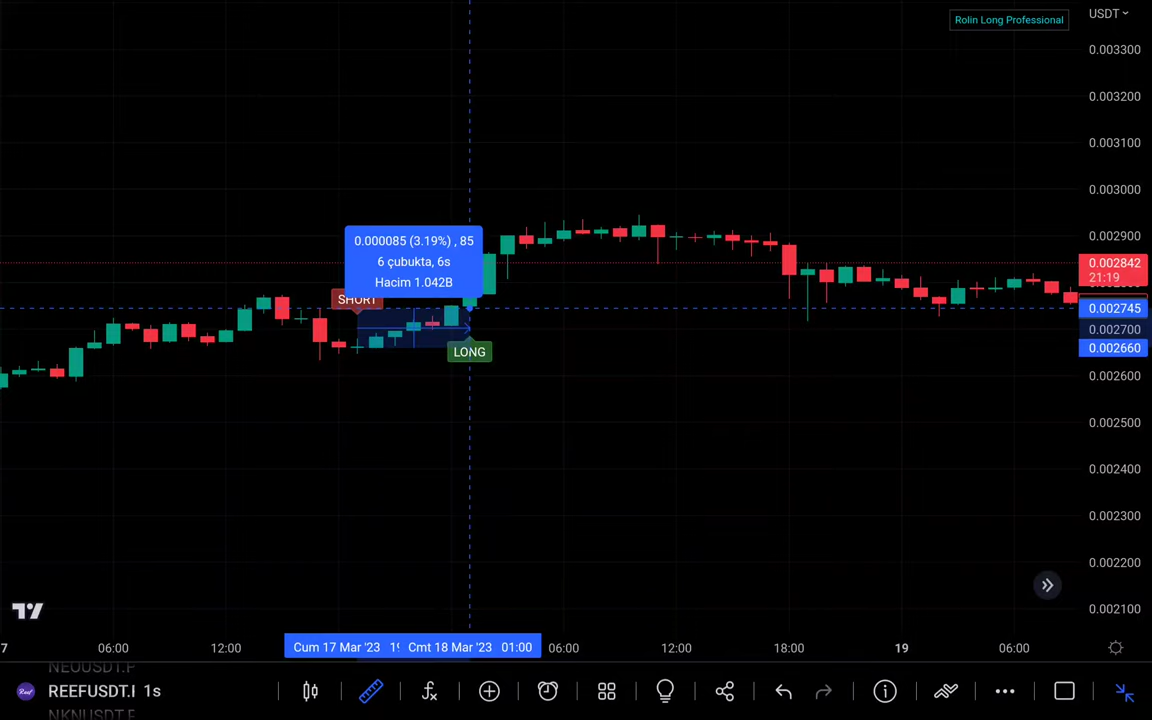 Rolin Long Professional
USDT
0.003300
0.003200
0.003100
0.003000
0.002900
0.002842
21:19
0.002745
0.002700
0.002660
0.002600
0.002500
0.002400
0.002300
0.002200
0.002100
0.000085 (3.19%) , 85
6 çubukta, 6s
Hacim 1.042B
SHORT
LONG
7 06:00 12:00 Cum 17 Mar '23 Cmt 18 Mar '23 01:00 06:00 12:00 18:00 19 06:00
NEOUSDT.P
REEFUSDT.I 1s
NKNUSDT.P